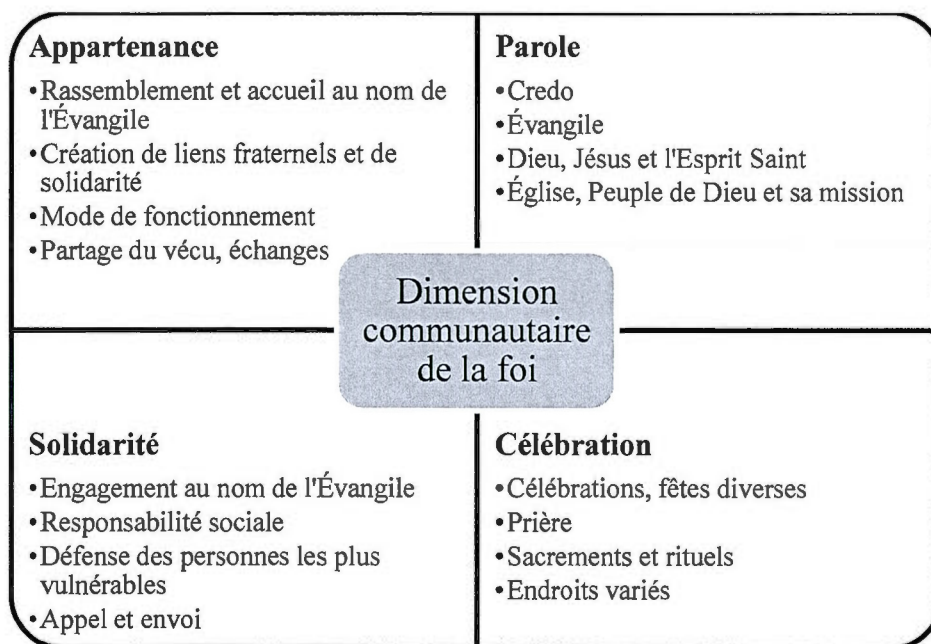 Appartenance
•Rassemblement et accueil au nom de
l'Évangile
•Création de liens fraternels et de
solidarité
•Mode de fonctionnement
•Partage du vécu, échanges
Parole
•Credo
•Évangile
•Dieu, Jésus et l'Esprit Saint
•Église, Peuple de Dieu et sa mission
Dimension
communautaire
de la foi
Solidarité
•Engagement au nom de l'Évangile
•Responsabilité sociale
•Défense des personnes les plus
vulnérables
•Appel et envoi
Célébration
•Célébrations, fêtes diverses
•Prière
•Sacrements et rituels
•Endroits variés